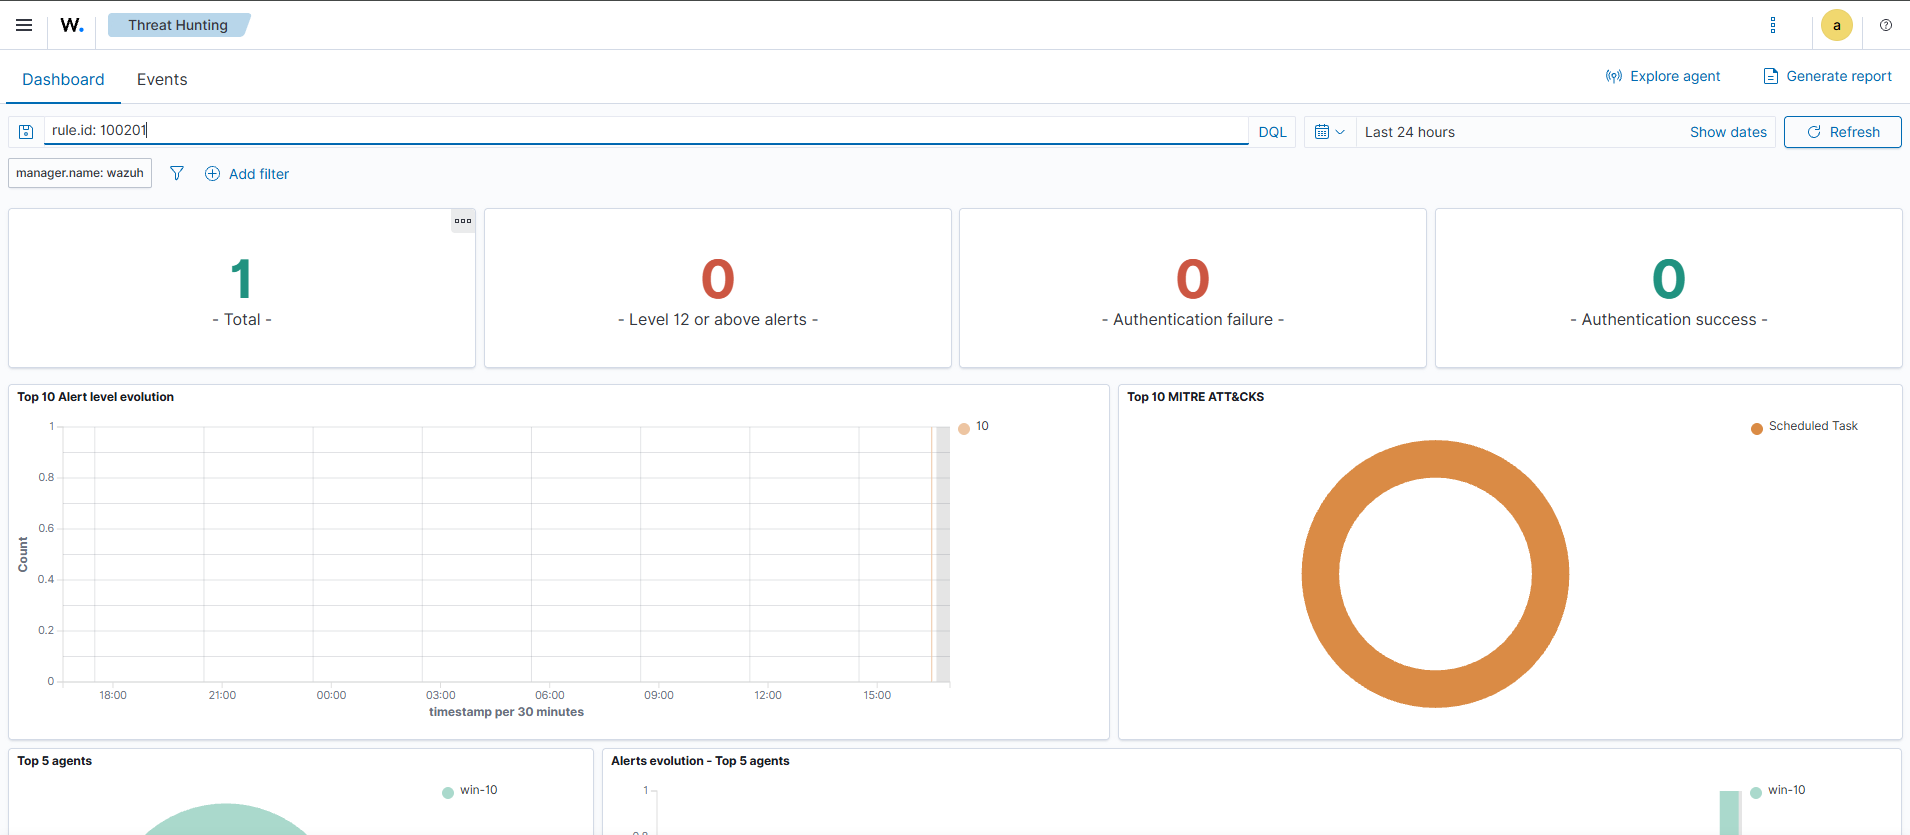 W. Threat Hunting a
Dashboard Events Explore agent Generate report
rule.id: 100201 DQL Last 24 hours Show dates Refresh
manager.name: wazuh Add filter
1 0 0 0
- Total - - Level 12 or above alerts - - Authentication failure - - Authentication success -
Top 10 Alert level evolution
10
1
0.8
0.6
0.4
0.2
0
Count
18:00 21:00 00:00 03:00 06:00 09:00 12:00 15:00
timestamp per 30 minutes
Top 10 MITRE ATT&CKS
Scheduled Task
Top 5 agents
win-10
Alerts evolution - Top 5 agents
1
0.8
win-10